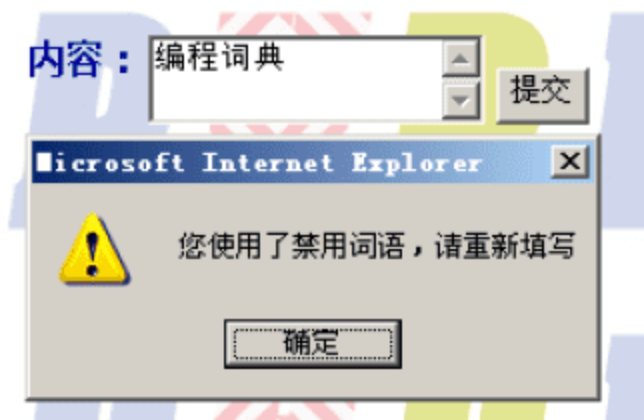 内容：
编程词典
提交
Microsoft Internet Explorer
您使用了禁用词语，请重新填写
确定